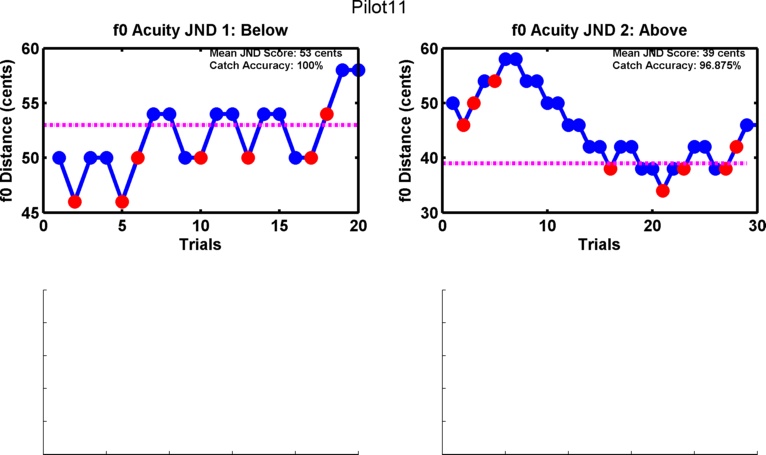 Pilot11
f0 Acuity JND 1: Below
Mean JND Score: 53 cents
Catch Accuracy: 100%
f0 Distance (cents)
60
55
50
45
0
5
10
15
20
Trials
f0 Acuity JND 2: Above
Mean JND Score: 39 cents
Catch Accuracy: 96.875%
f0 Distance (cents)
60
50
40
30
0
10
20
30
Trials